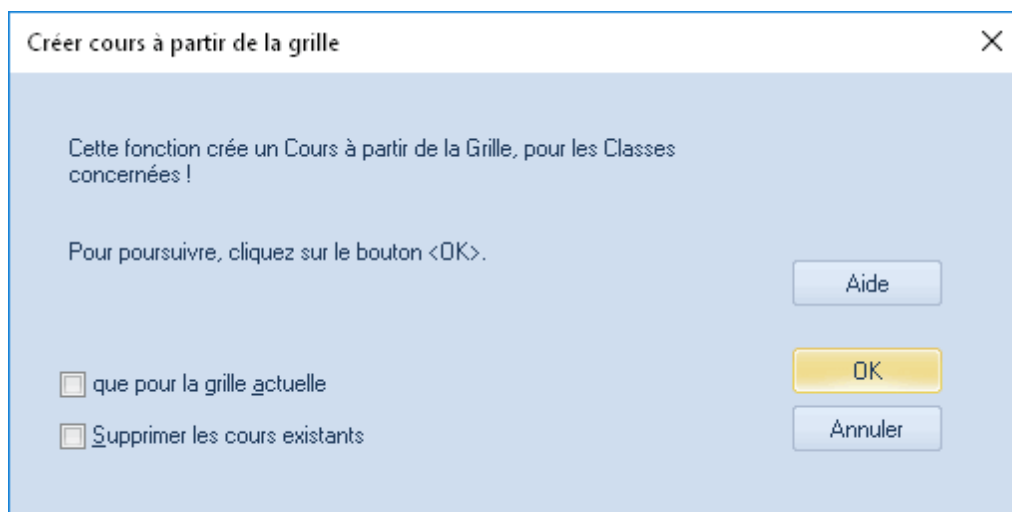 Créer cours à partir de la grille
Cette fonction crée un Cours à partir de la Grille, pour les Classes
concernées !
Pour poursuivre, cliquez sur le bouton <OK>.
Aide
que pour la grille actuelle
OK
Supprimer les cours existants
Annuler